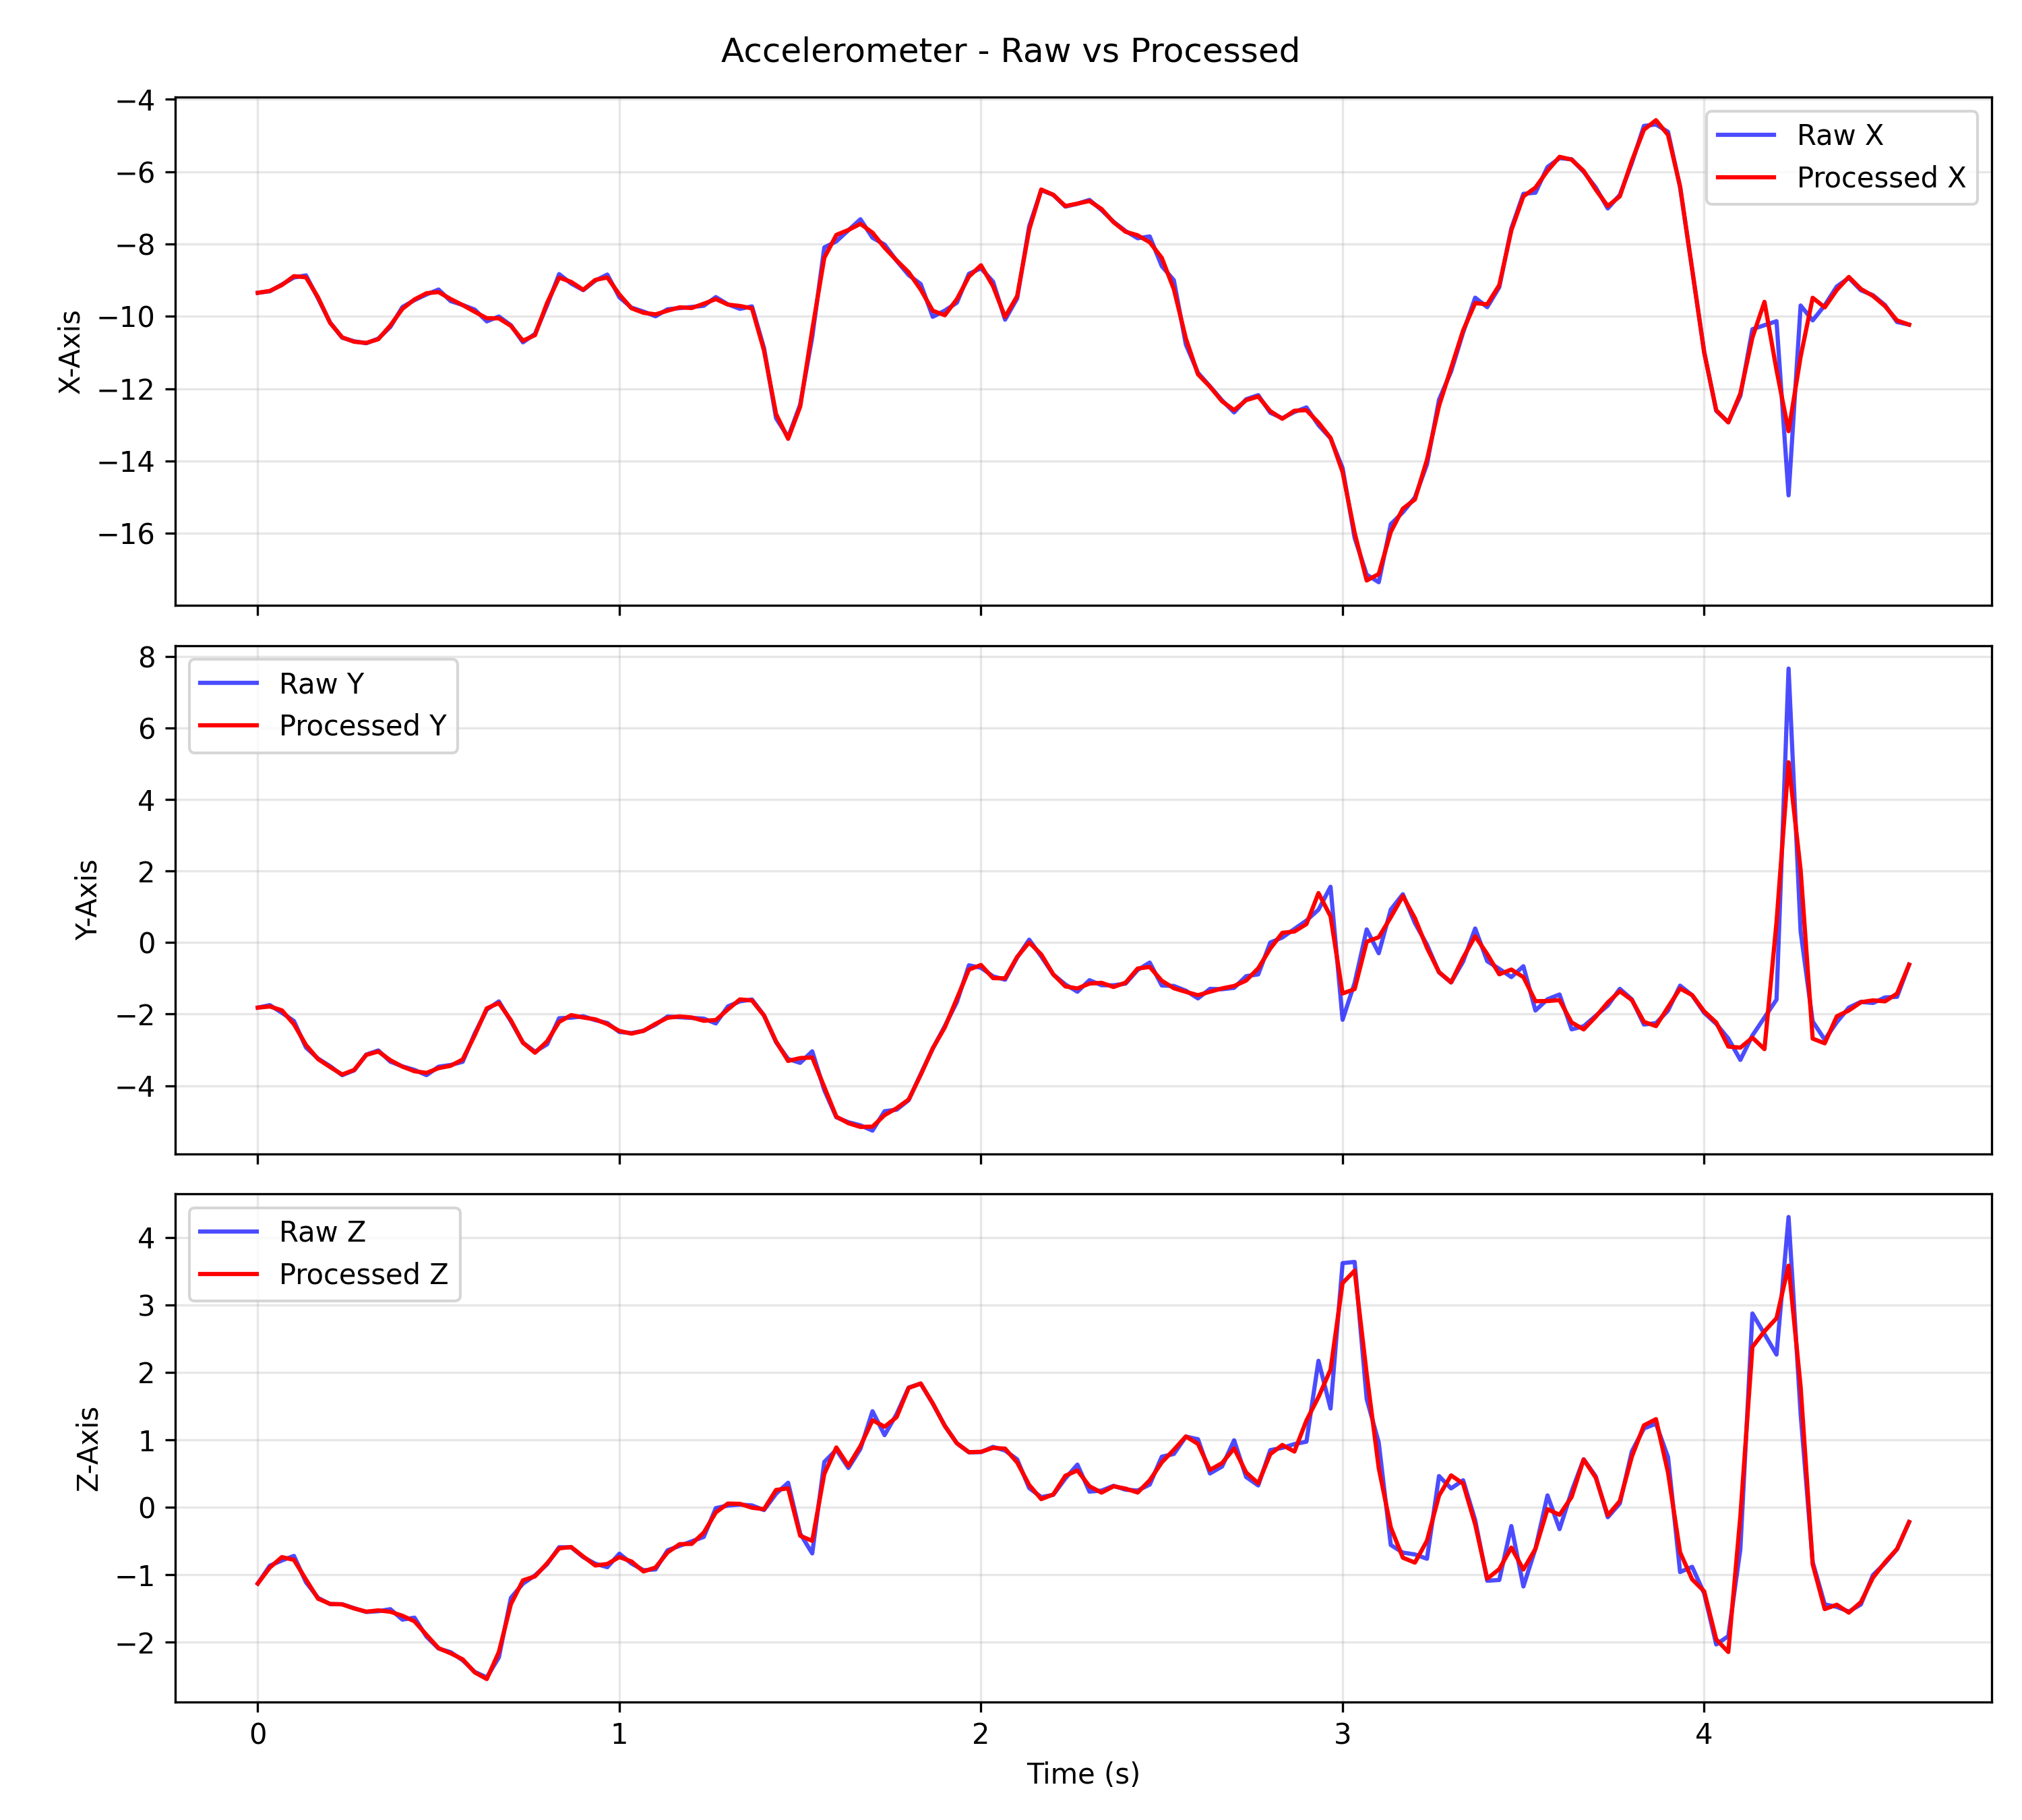 Accelerometer - Raw vs Processed
−4
−6
−8
−10
−12
−14
−16
X-Axis
Raw X
Processed X
8
6
4
2
0
−2
−4
Y-Axis
Raw Y
Processed Y
4
3
2
1
0
−1
−2
Z-Axis
Raw Z
Processed Z
0 1 2 3 4
Time (s)